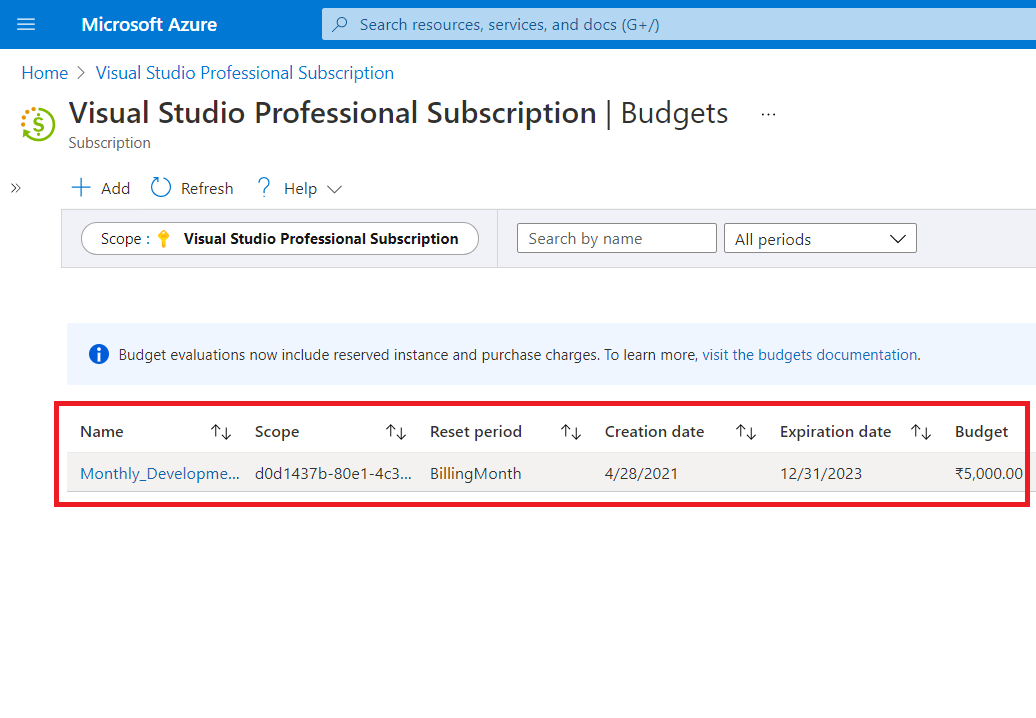 Microsoft Azure
Search resources, services, and docs (G+/)
Home > Visual Studio Professional Subscription
Visual Studio Professional Subscription | Budgets ...
Subscription
Add Refresh Help
Scope : Visual Studio Professional Subscription Search by name All periods
Budget evaluations now include reserved instance and purchase charges. To learn more, visit the budgets documentation.
Name Scope Reset period Creation date Expiration date Budget
Monthly_Developme... d0d1437b-80e1-4c3... BillingMonth 4/28/2021 12/31/2023 ₹5,000.00